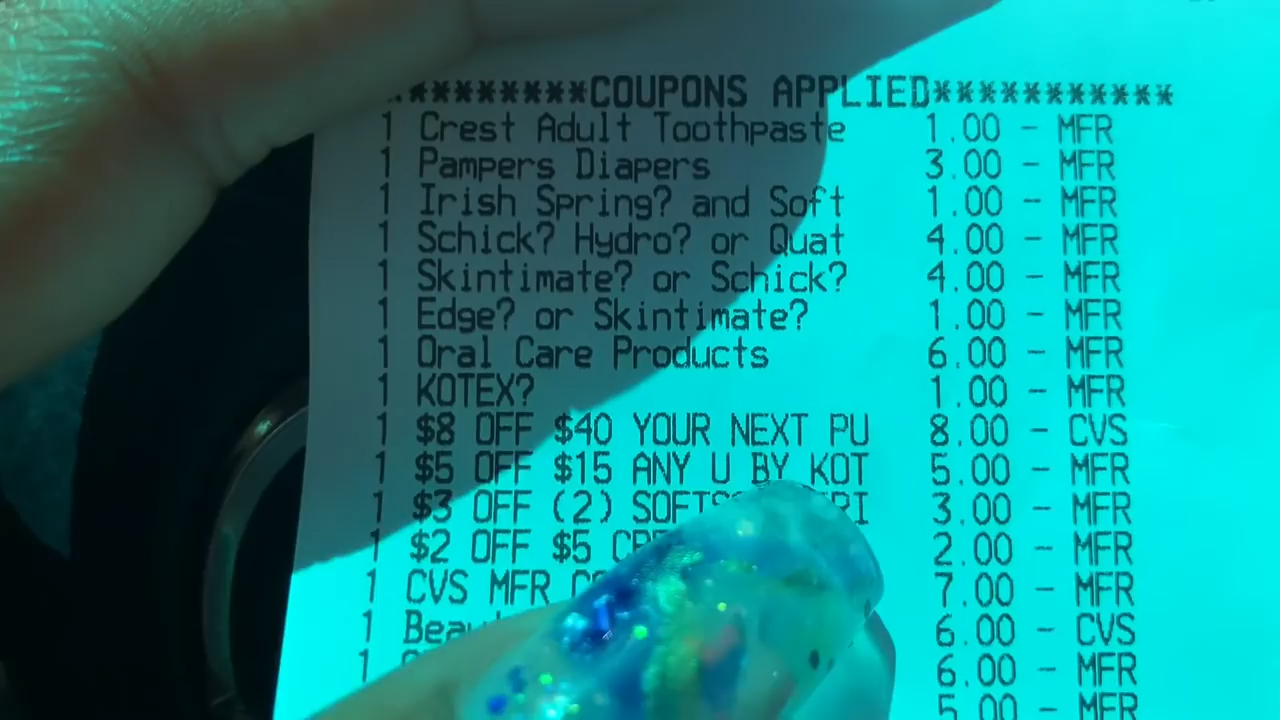 *********COUPONS APPLIED***********
1 Crest Adult Toothpaste 1.00 - MFR
1 Pampers Diapers 3.00 - MFR
1 Irish Spring? and Soft 1.00 - MFR
1 Schick? Hydro? or Quat 4.00 - MFR
1 Skintimate? or Schick? 4.00 - MFR
1 Edge? or Skintimate? 1.00 - MFR
1 Oral Care Products 6.00 - MFR
1 KOTEX? 1.00 - MFR
1 $8 OFF $40 YOUR NEXT PU 8.00 - CVS
1 $5 OFF $15 ANY U BY KOT 5.00 - MFR
1 $3 OFF (2) 3.00 - MFR
1 $2 OFF $5 2.00 - MFR
1 CVS MFR 7.00 - MFR
1 6.00 - CVS
1 6.00 - MFR
5.00 - MFR